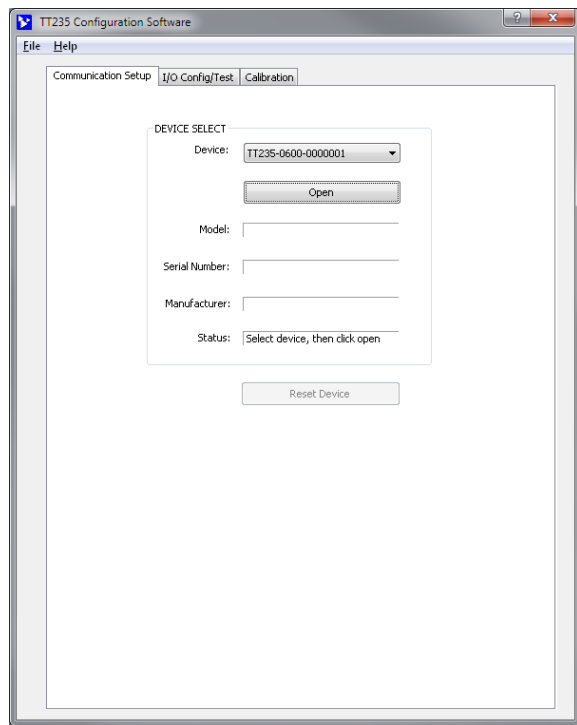 TT235 Configuration Software
File Help
Communication Setup I/O Config/Test Calibration
DEVICE SELECT
Device: TT235-0600-0000001
Open
Model:
Serial Number:
Manufacturer:
Status: Select device, then click open
Reset Device